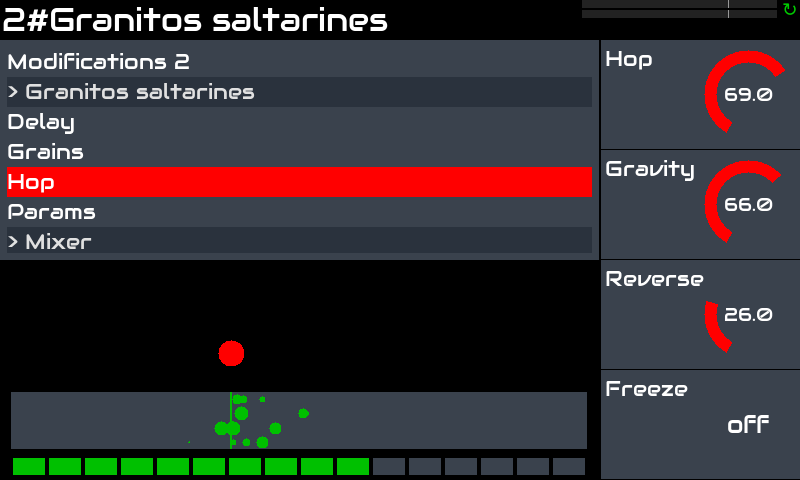 2#Granitos saltarines
Modifications 2
> Granitos saltarines
Delay
Grains
Hop
Params
> Mixer
Hop
69.0
Gravity
66.0
Reverse
26.0
Freeze
off